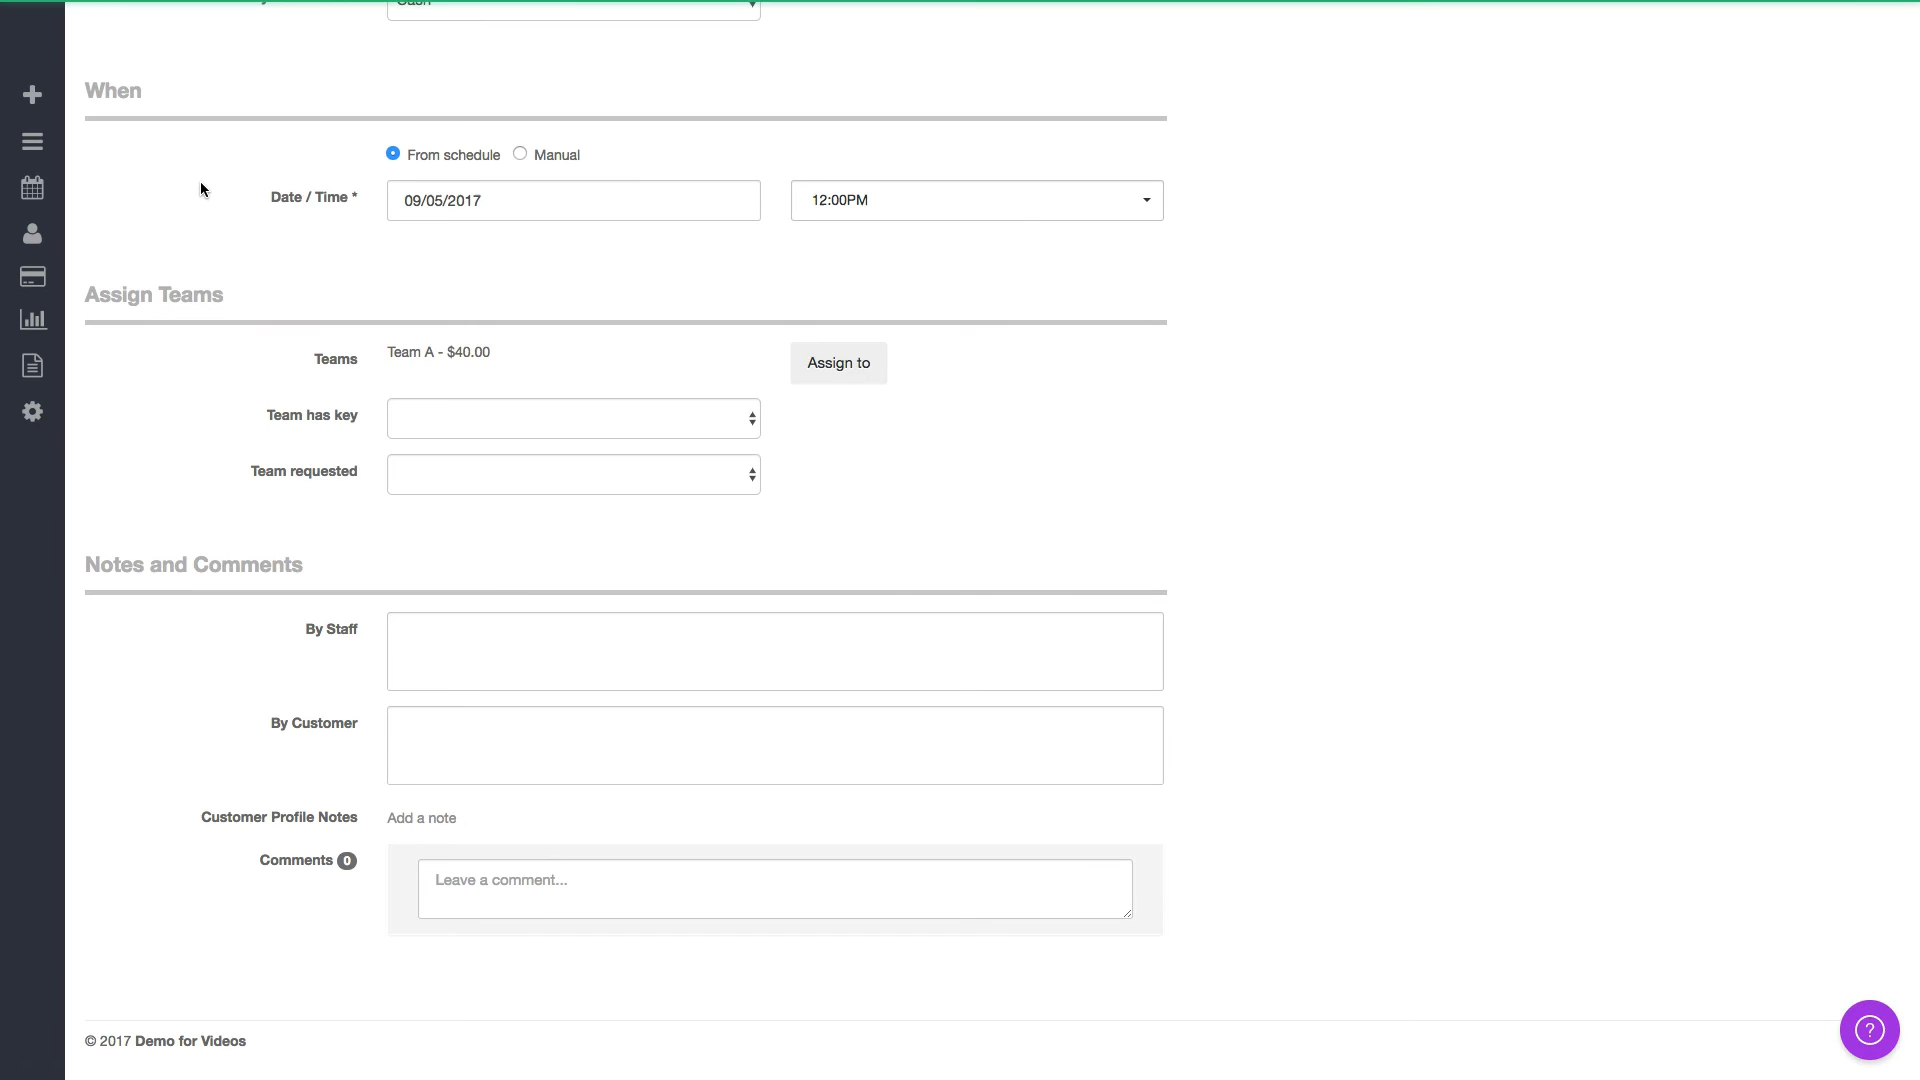 Cash
When
From schedule Manual
Date / Time * 09/05/2017 12:00PM
Assign Teams
Teams Team A - $40.00 Assign to
Team has key
Team requested
Notes and Comments
By Staff
By Customer
Customer Profile Notes Add a note
Comments 0
Leave a comment...
© 2017 Demo for Videos
?